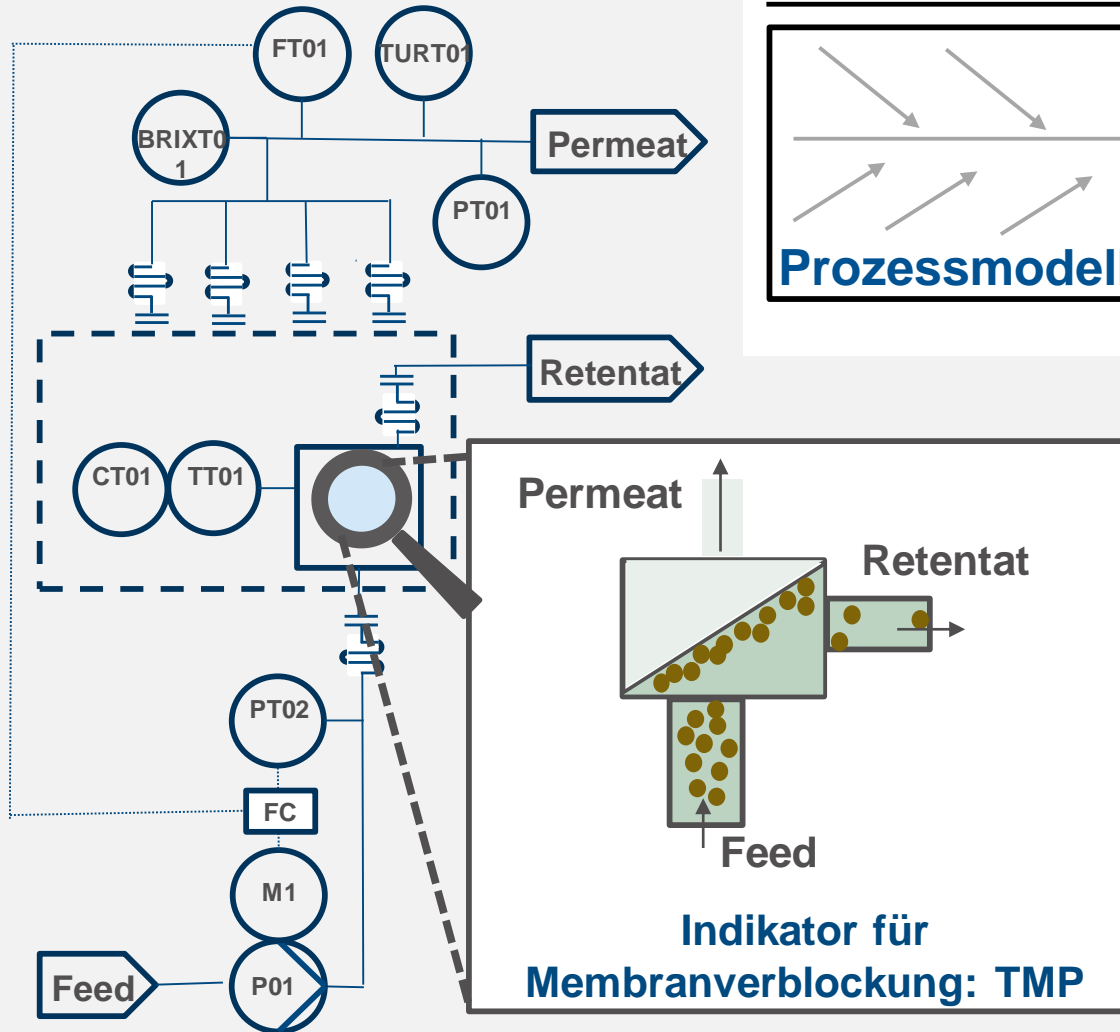 FT01
TURT01
BRIXT0
1
Permeat
PT01
Prozessmodell
Retentat
CT01
TT01
Permeat
Retentat
PT02
FC
Feed
M1
Indikator für
Membranverblockung: TMP
Feed
P01